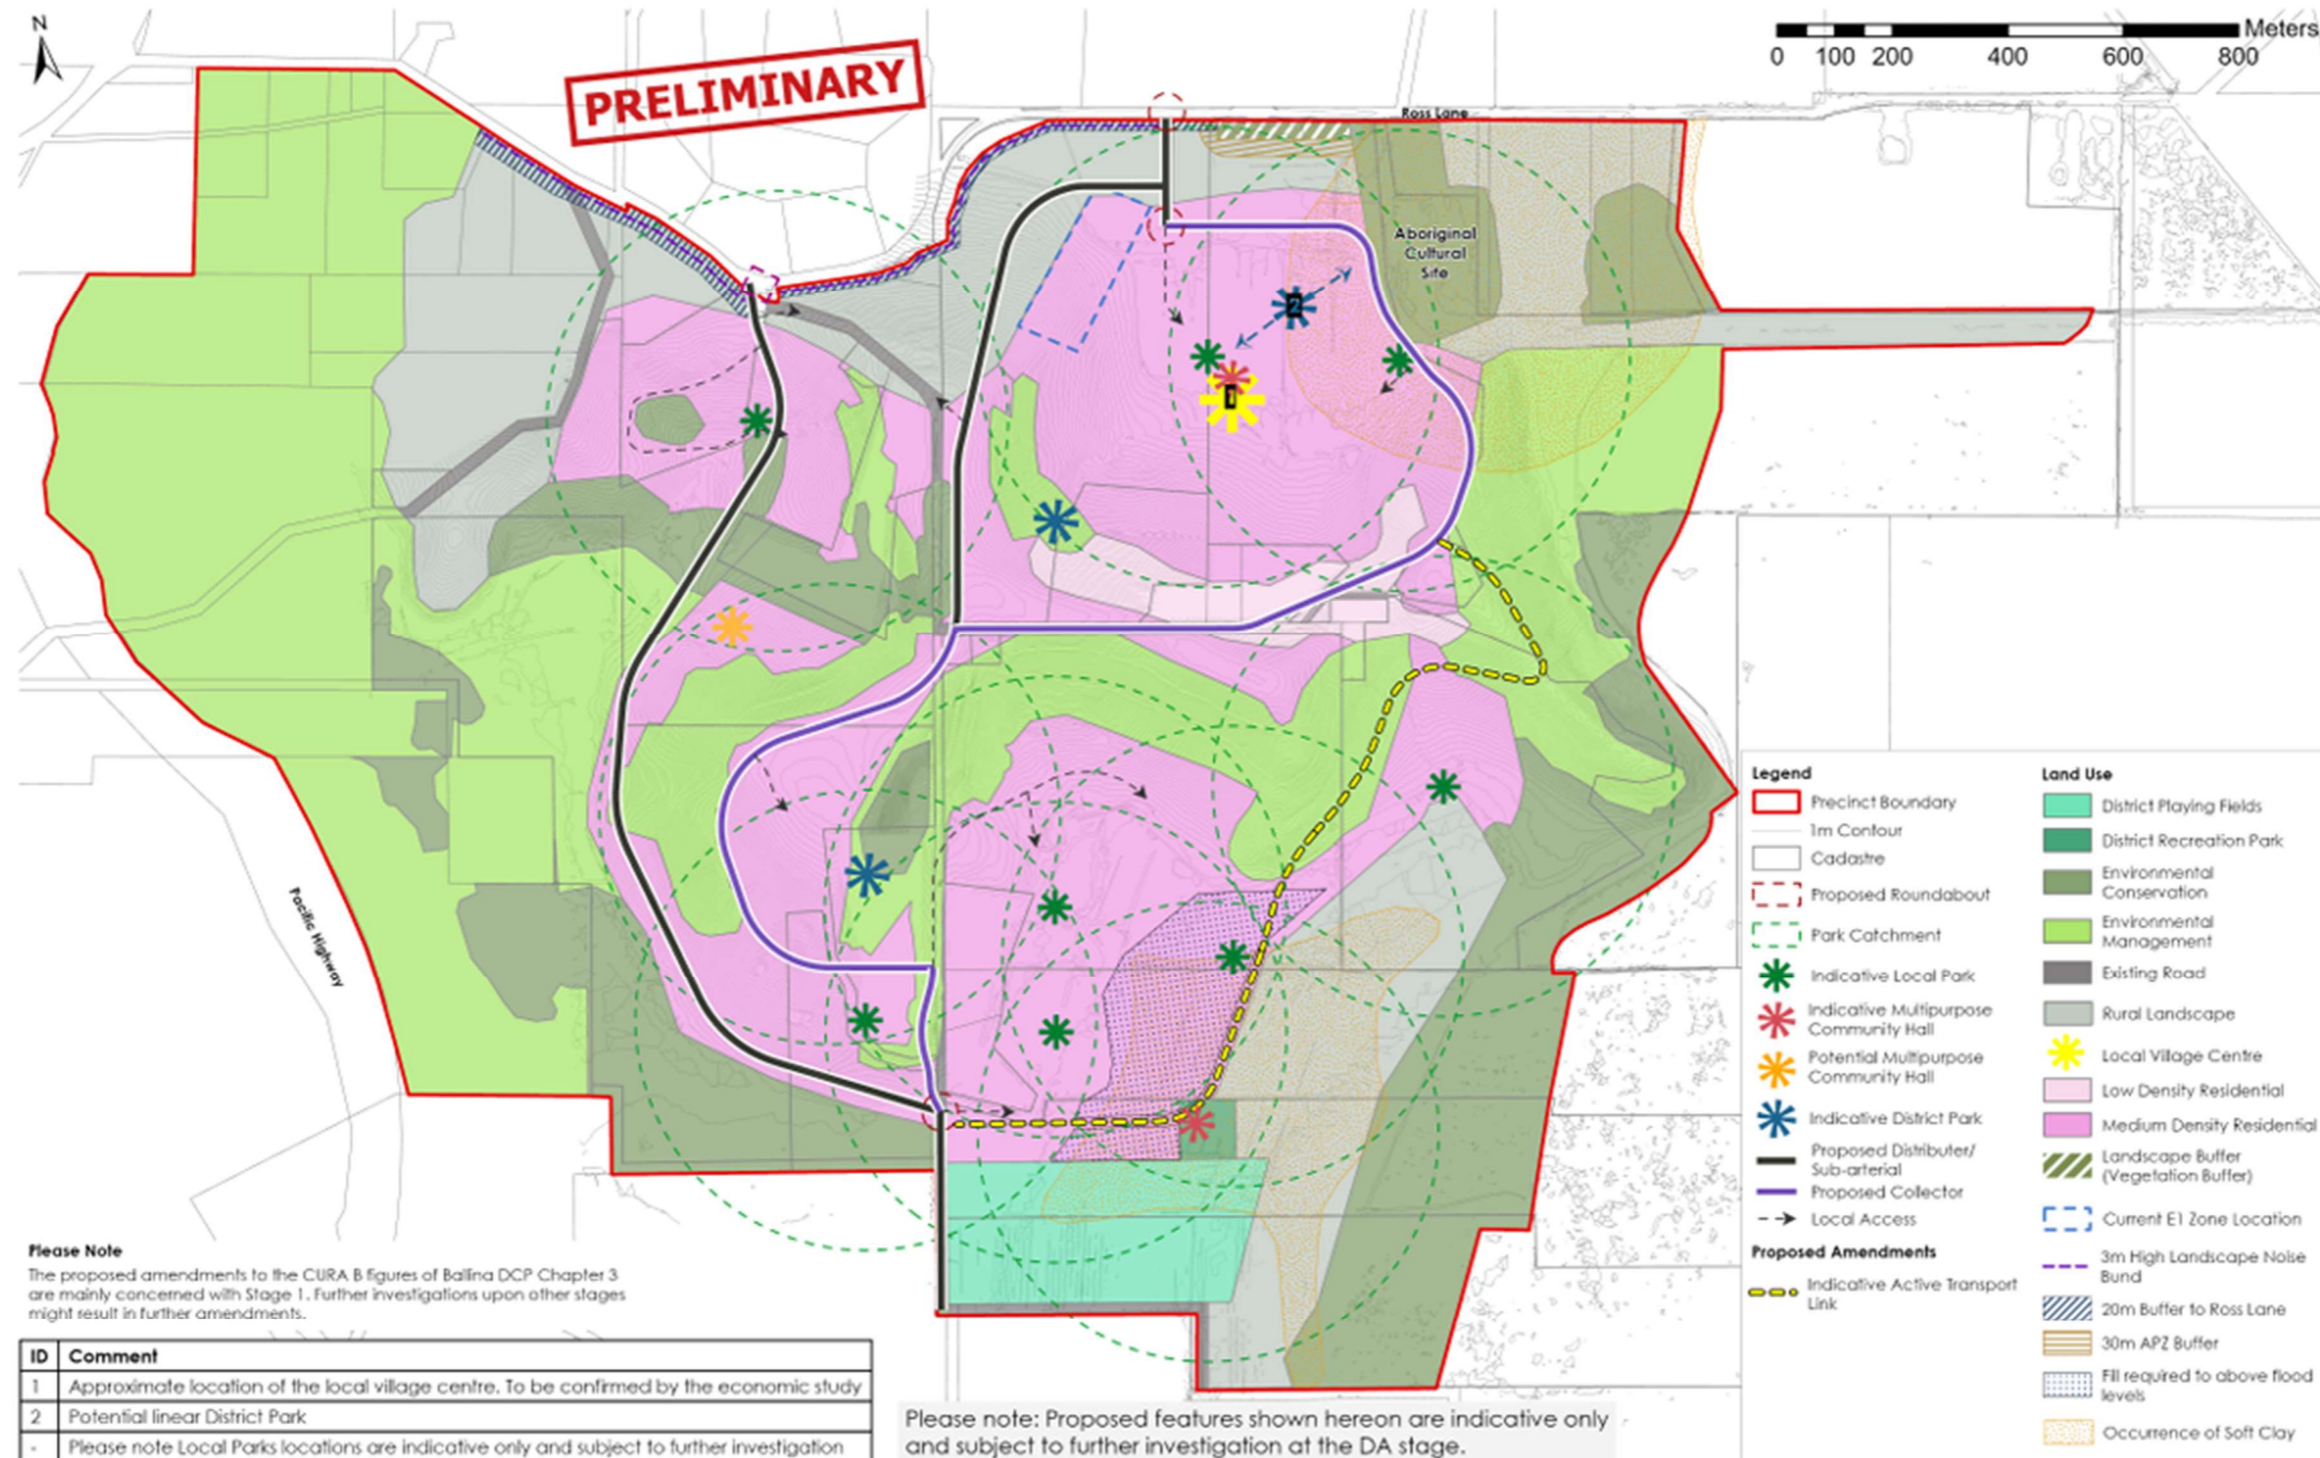 N
PRELIMINARY
Meters
0 100 200 400 600 800
Ross Lane
Aboriginal
Cultural
Site
2
1
Pacific Highway
Legend
Precinct Boundary
1m Contour
Cadastre
Proposed Roundabout
Park Catchment
Indicative Local Park
Indicative Multipurpose
Community Hall
Potential Multipurpose
Community Hall
Indicative District Park
Proposed Distributer/
Sub-arterial
Proposed Collector
Local Access
Proposed Amendments
Indicative Active Transport
Link
Land Use
District Playing Fields
District Recreation Park
Environmental
Conservation
Environmental
Management
Existing Road
Rural Landscape
Local Village Centre
Low Density Residential
Medium Density Residential
Landscape Buffer
(Vegetation Buffer)
Current E1 Zone Location
3m High Landscape Noise
Bund
20m Buffer to Ross Lane
30m APZ Buffer
Fill required to above flood
levels
Occurrence of Soft Clay
Please Note
The proposed amendments to the CURA B figures of Ballina DCP Chapter 3
are mainly concerned with Stage 1. Further investigations upon other stages
might result in further amendments.
ID Comment
1 Approximate location of the local village centre. To be confirmed by the economic study
2 Potential linear District Park
- Please note Local Parks locations are indicative only and subject to further investigation
Please note: Proposed features shown hereon are indicative only
and subject to further investigation at the DA stage.